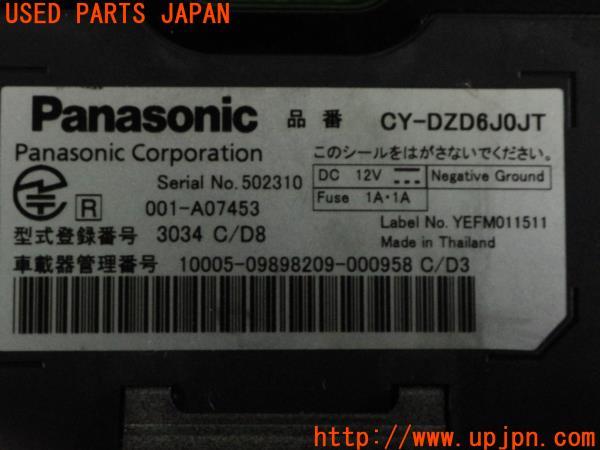 USED PARTS JAPAN
Panasonic 品番 CY-DZD6J0JT
Panasonic Corporation このシールをはがさないでください。
Serial No. 502310 DC 12V Negative Ground
R 001-A07453 Fuse 1A・1A
Label No. YEFM011511
型式登録番号 3034 C/D8 Made in Thailand
車載器管理番号 10005-09898209-000958 C/D3
http://www.upjpn.com